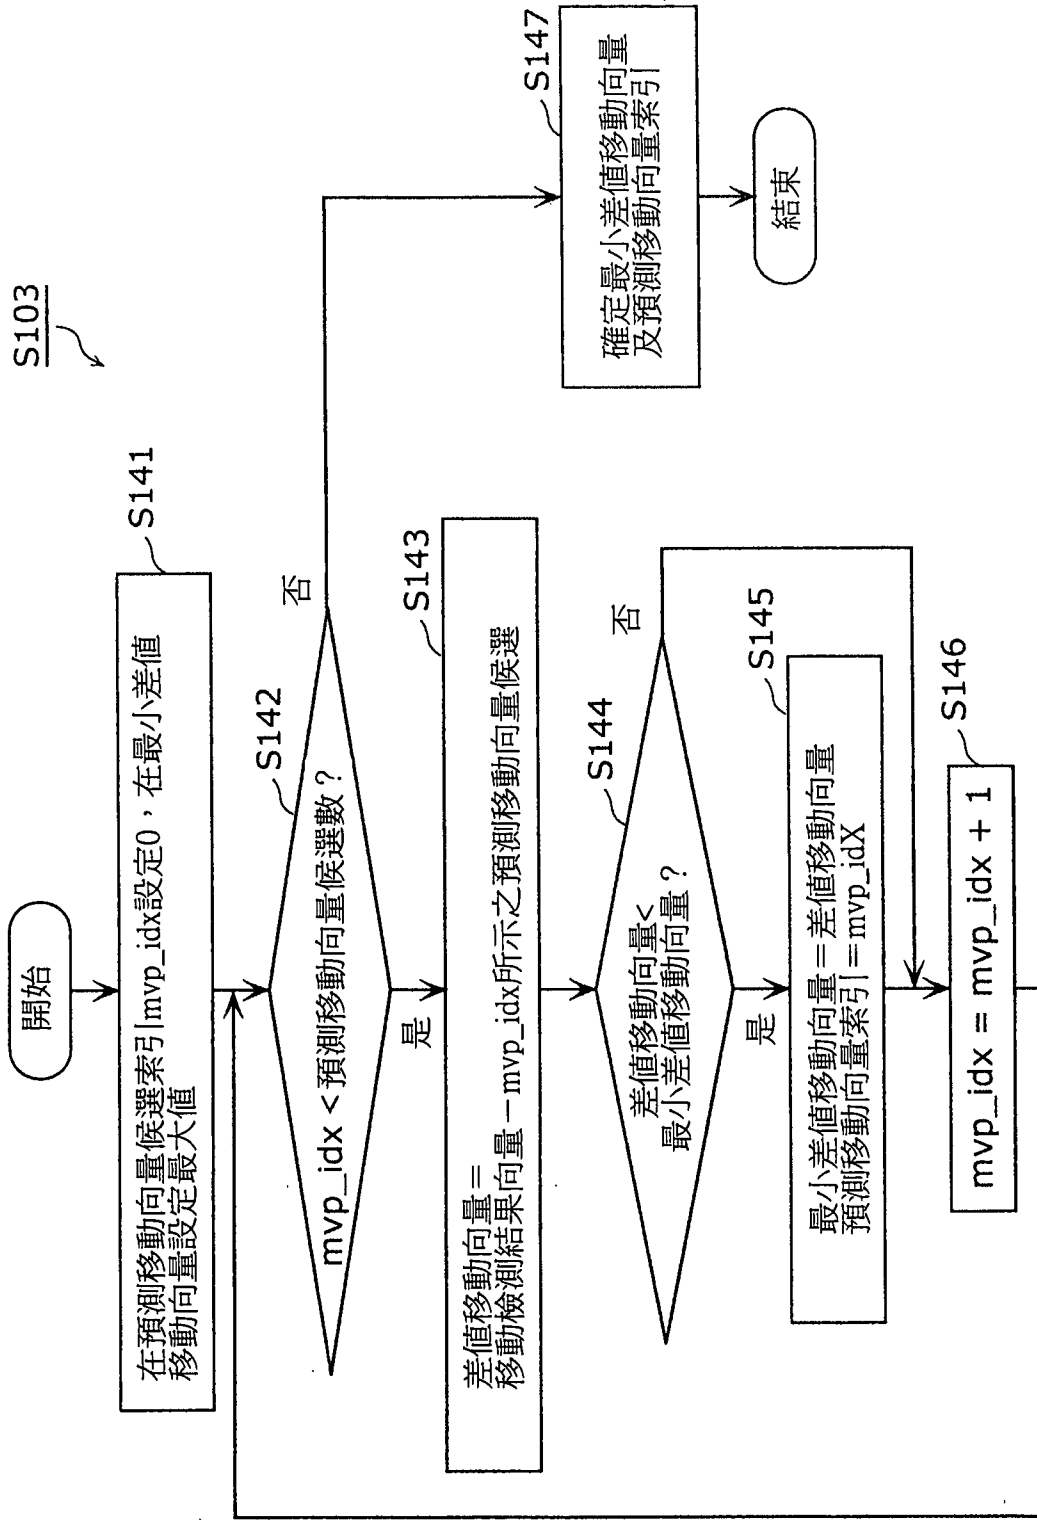 S103
開始
S141
在預測移動向量候選索引mvp_idx設定0，在最小差值
移動向量設定最大值
S142
mvp_idx < 預測移動向量候選數？
否
是
S143
差值移動向量＝
移動檢測結果向量－mvp_idx所示之預測移動向量候選
S144
差值移動向量<
最小差值移動向量？
否
是
S145
最小差值移動向量＝差值移動向量
預測移動向量索引＝mvp_idX
S146
mvp_idx = mvp_idx + 1
S147
確定最小差值移動向量
及預測移動向量索引
結束